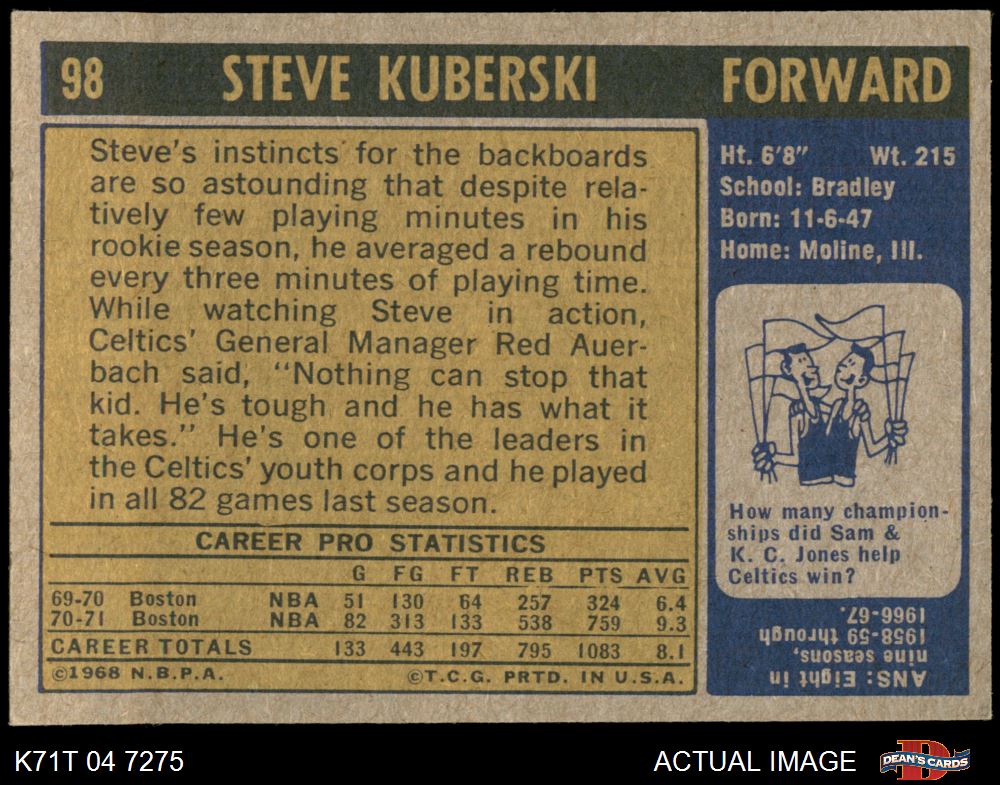 98 STEVE KUBERSKI FORWARD
Steve's instincts for the backboards
are so astounding that despite rela-
tively few playing minutes in his
rookie season, he averaged a rebound
every three minutes of playing time.
While watching Steve in action,
Celtics' General Manager Red Auer-
bach said, "Nothing can stop that
kid. He's tough and he has what it
takes." He's one of the leaders in
the Celtics' youth corps and he played
in all 82 games last season.
CAREER PRO STATISTICS
G FG FT REB PTS AVG
69-70 Boston NBA 51 130 64 257 324 6.4
70-71 Boston NBA 82 313 133 538 759 9.3
CAREER TOTALS 133 443 197 795 1083 8.1
©1968 N.B.P.A. ©T.C.G. PRTD. IN U.S.A.
Ht. 6'8" Wt. 215
School: Bradley
Born: 11-6-47
Home: Moline, Ill.
How many champion-
ships did Sam &
K. C. Jones help
Celtics win?
ANS: Eight in
nine seasons,
1958-59 through
1966-67.
K71T 04 7275 ACTUAL IMAGE D DEAN'S CARDS